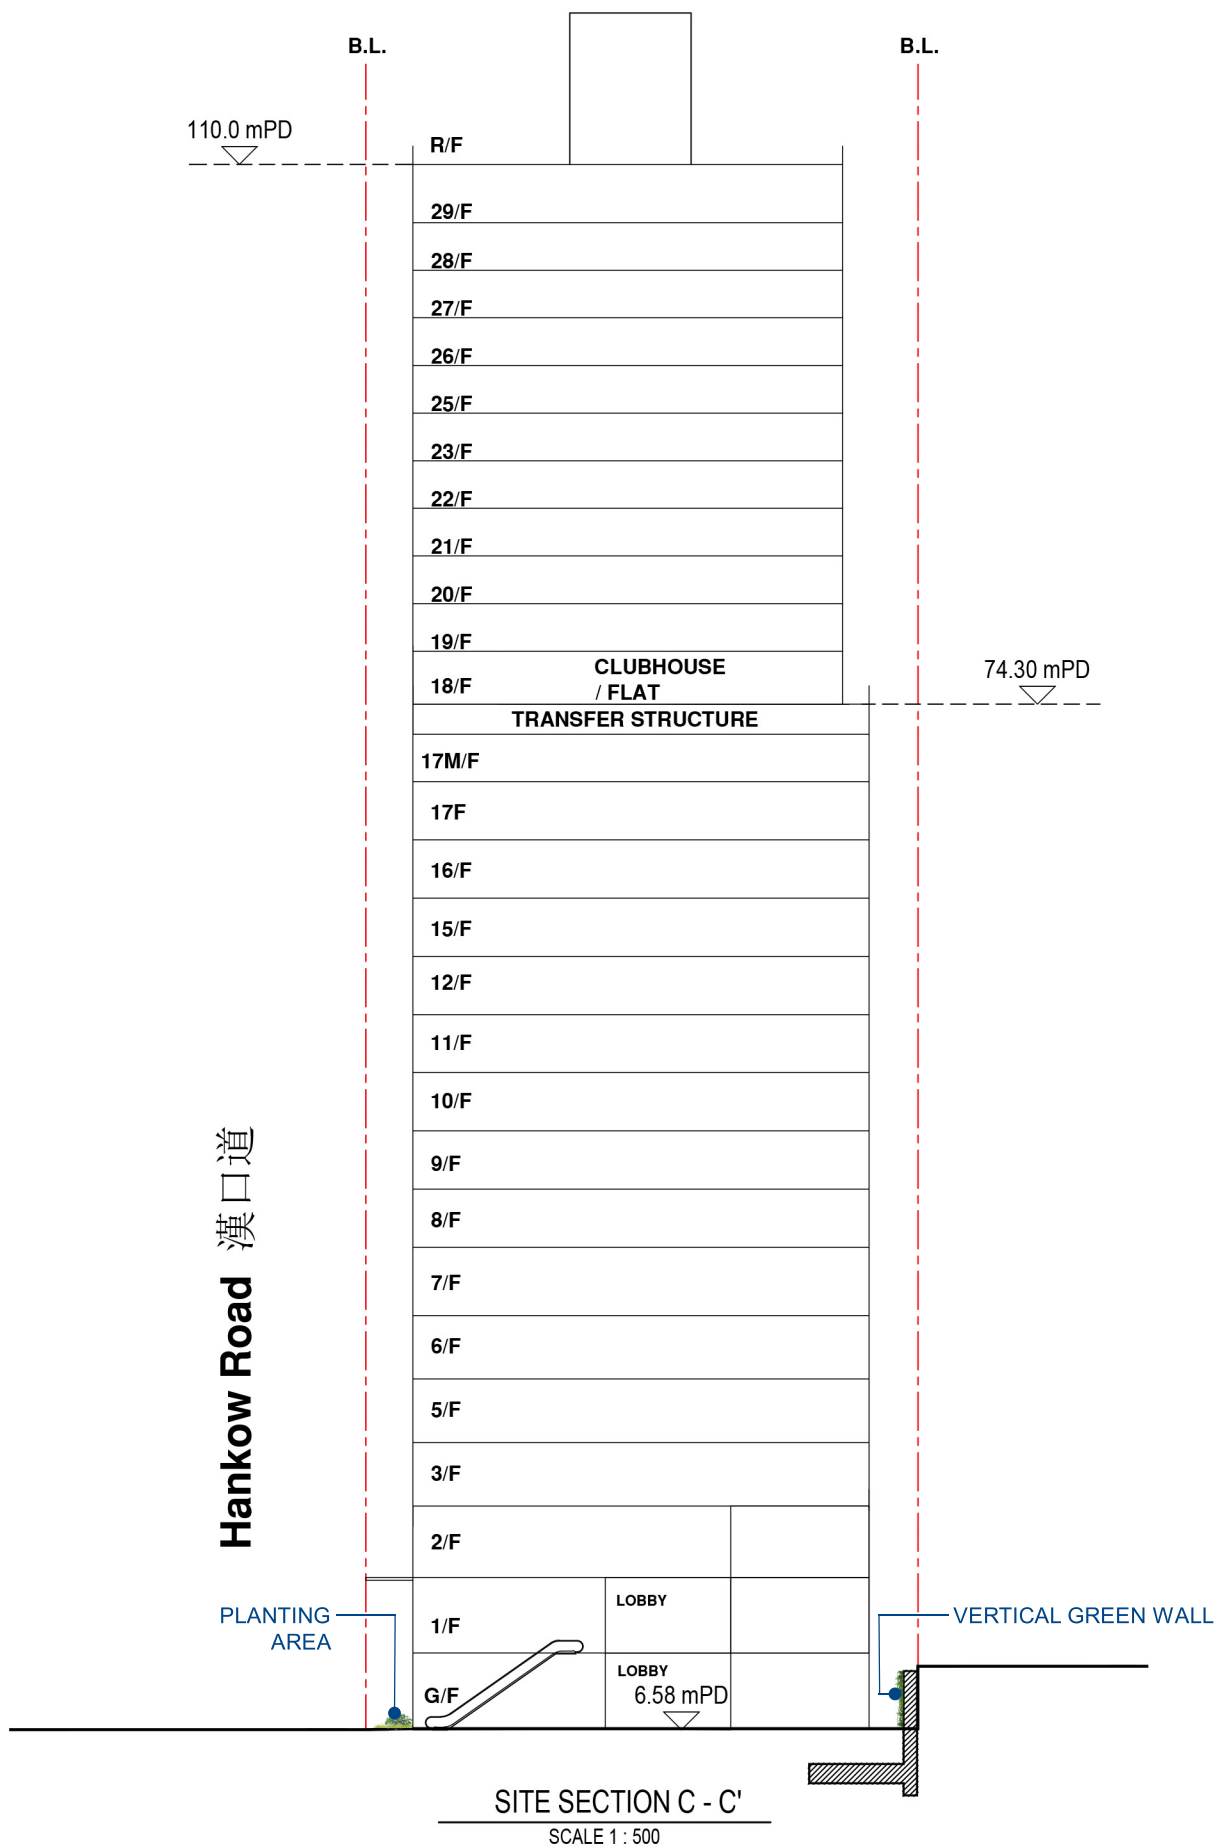 B.L.
B.L.
110.0 mPD
R/F
29/F
28/F
27/F
26/F
25/F
23/F
22/F
21/F
20/F
19/F
CLUBHOUSE
/ FLAT
18/F
74.30 mPD
TRANSFER STRUCTURE
17M/F
17F
16/F
15/F
12/F
11/F
10/F
9/F
8/F
7/F
6/F
5/F
3/F
2/F
Hankow Road 漢口道
LOBBY
1/F
PLANTING
AREA
VERTICAL GREEN WALL
LOBBY
G/F
6.58 mPD
SITE SECTION C - C'
SCALE 1 : 500